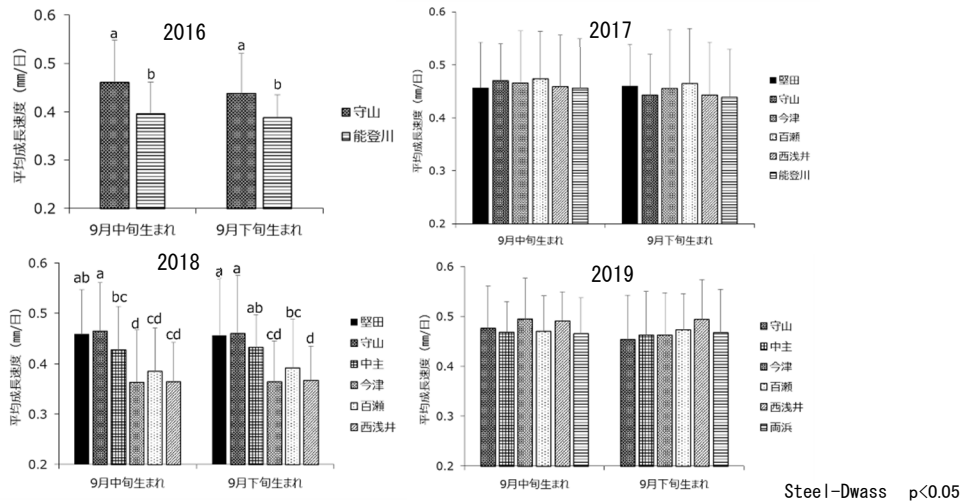 2016
平均成長速度（mm/日）
0.6
0.5
0.4
0.3
0.2
a
b
a
b
9月中旬生まれ
9月下旬生まれ
守山
能登川
2017
平均成長速度（mm/日）
0.6
0.5
0.4
0.3
0.2
9月中旬生まれ
9月下旬生まれ
堅田
守山
今津
百瀬
西浅井
能登川
2018
平均成長速度（mm/日）
0.6
0.5
0.4
0.3
0.2
ab
a
bc
d
cd
cd
a
a
ab
cd
bc
d
9月中旬生まれ
9月下旬生まれ
堅田
守山
中主
今津
百瀬
西浅井
2019
平均成長速度（mm/日）
0.6
0.5
0.4
0.3
0.2
9月中旬生まれ
9月下旬生まれ
守山
中主
今津
百瀬
西浅井
両浜
Steel-Dwass p<0.05